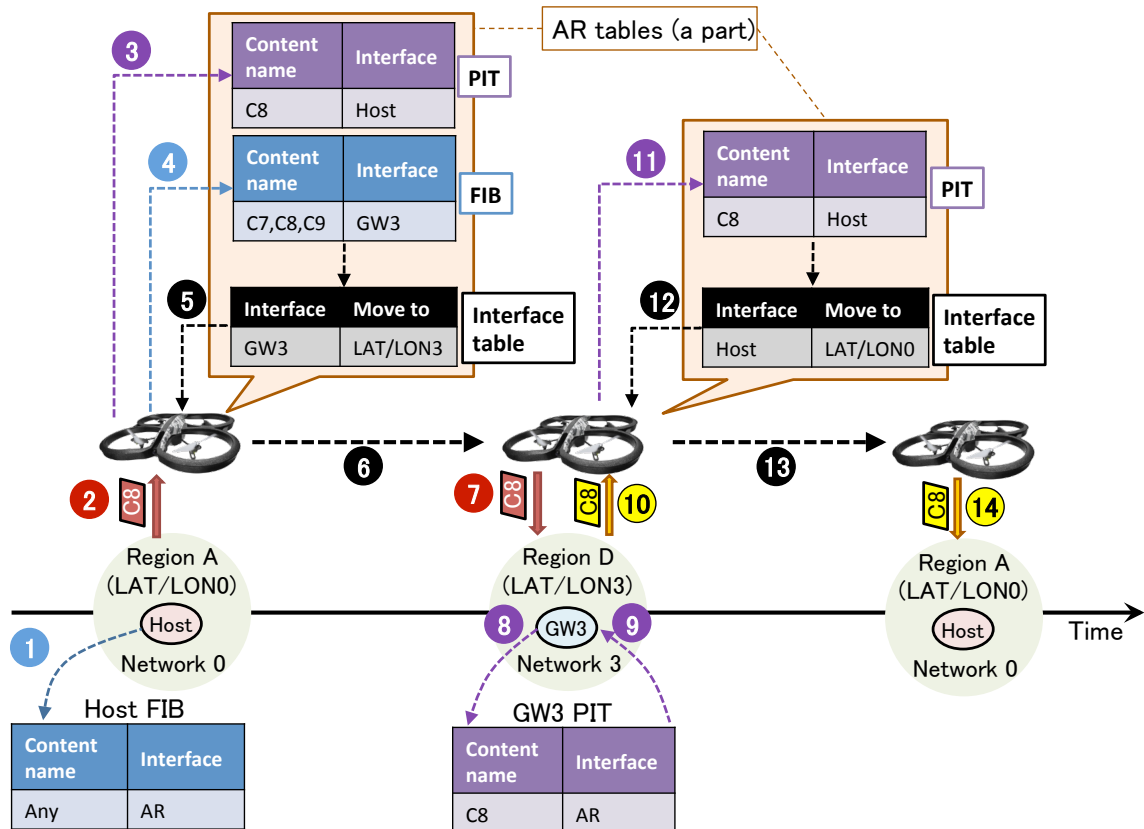 AR tables (a part)
3
Content name
Interface
C8
Host
PIT
4
Content name
Interface
C7,C8,C9
GW3
FIB
5
Interface
Move to
GW3
LAT/LON3
Interface
table
11
Content name
Interface
C8
Host
PIT
12
Interface
Move to
Host
LAT/LON0
Interface
table
6
13
2
C8
7
C8
C8
10
C8
14
Region A
(LAT/LON0)
Host
Network 0
Region D
(LAT/LON3)
8
GW3
9
Network 3
Region A
(LAT/LON0)
Host
Network 0
Time
1
Host FIB
Content
name
Interface
Any
AR
GW3 PIT
Content
name
Interface
C8
AR